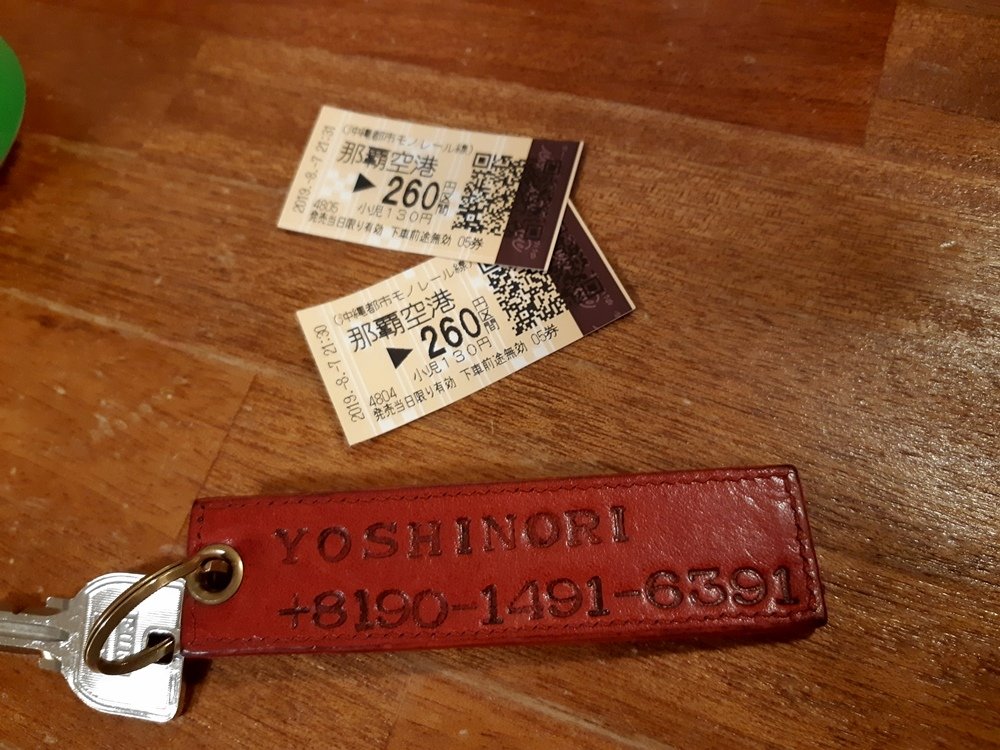 (沖縄都市モノレール線)
那覇空港
▶260円区間
小児130円
4805
発売当日限り有効 下車前途無効 05券
2019.-8.-7 21:31
(沖縄都市モノレール線)
那覇空港
▶260円区間
小児130円
4804
発売当日限り有効 下車前途無効 05券
2019.-8.-7 21:30
YOSHINORI
+8190-1491-6391